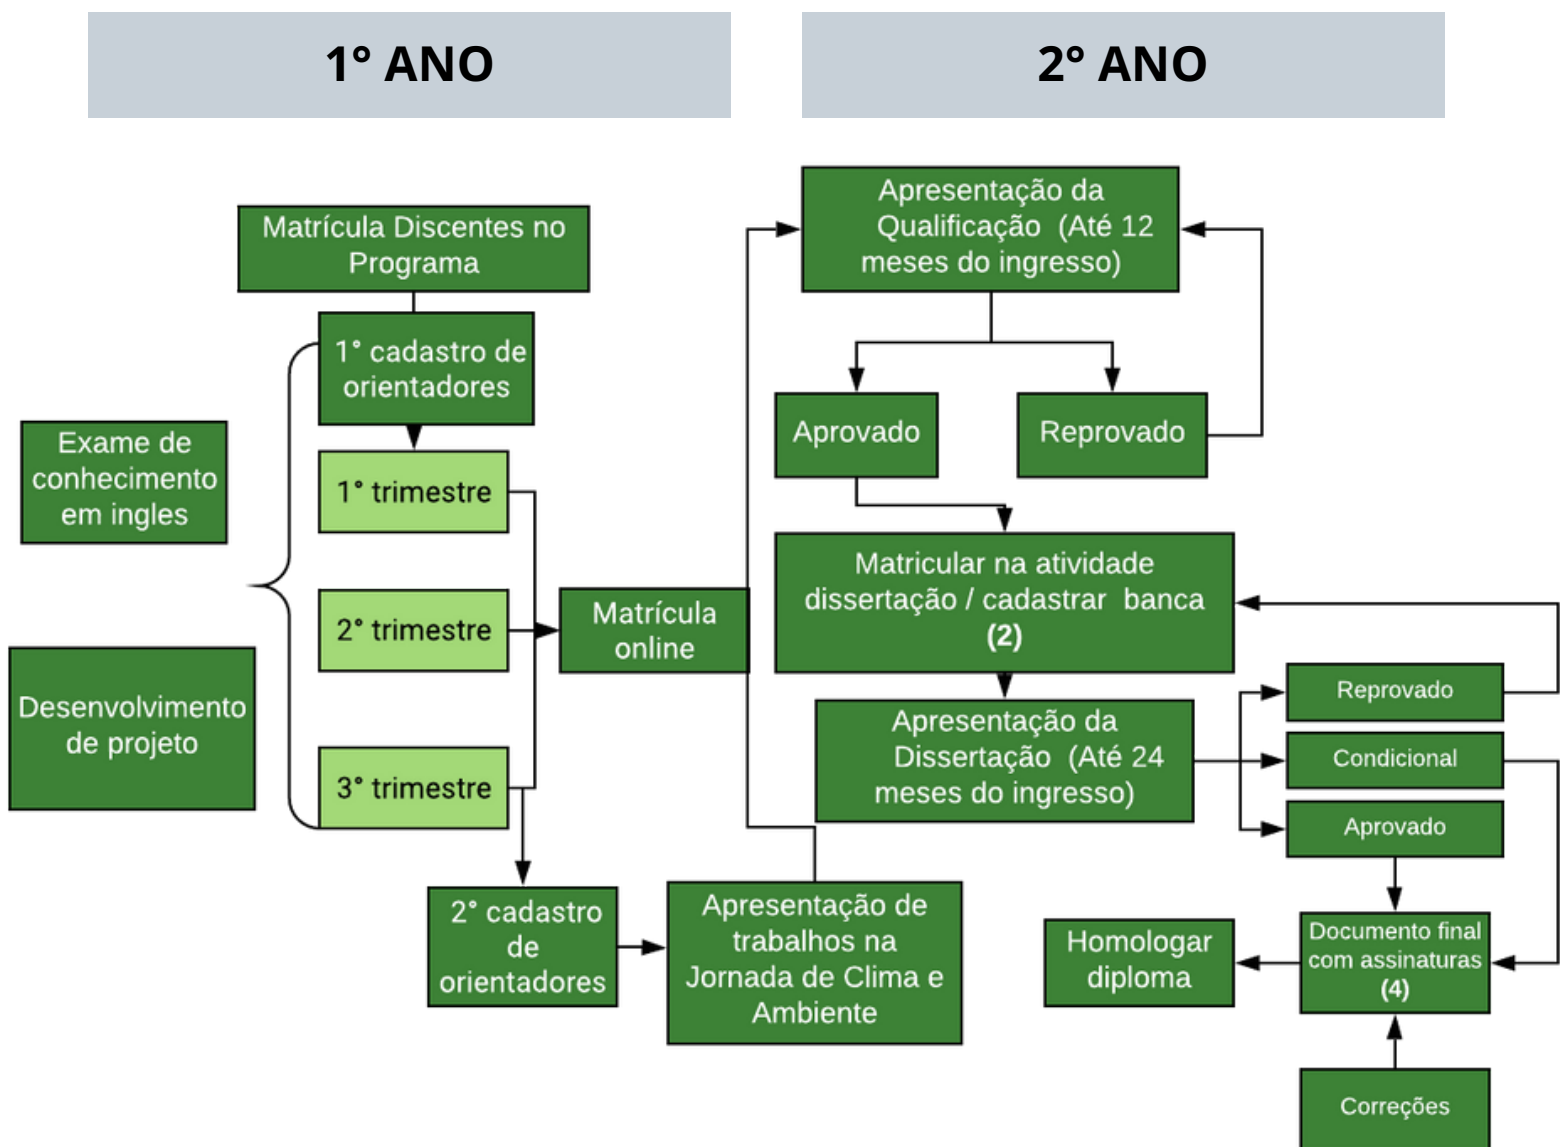 1° ANO
Matrícula Discentes no
Programa
1° cadastro de
orientadores
Exame de
conhecimento
em ingles
1° trimestre
2° trimestre
Matrícula
online
Desenvolvimento
de projeto
3° trimestre
2° cadastro
de
orientadores
Apresentação de
trabalhos na
Jornada de Clima e
Ambiente
2° ANO
Apresentação da
Qualificação (Até 12
meses do ingresso)
Aprovado
Reprovado
Matricular na atividade
dissertação / cadastrar banca
(2)
Apresentação da
Dissertação (Até 24
meses do ingresso)
Reprovado
Condicional
Aprovado
Documento final
com assinaturas
(4)
Homologar
diploma
Correções